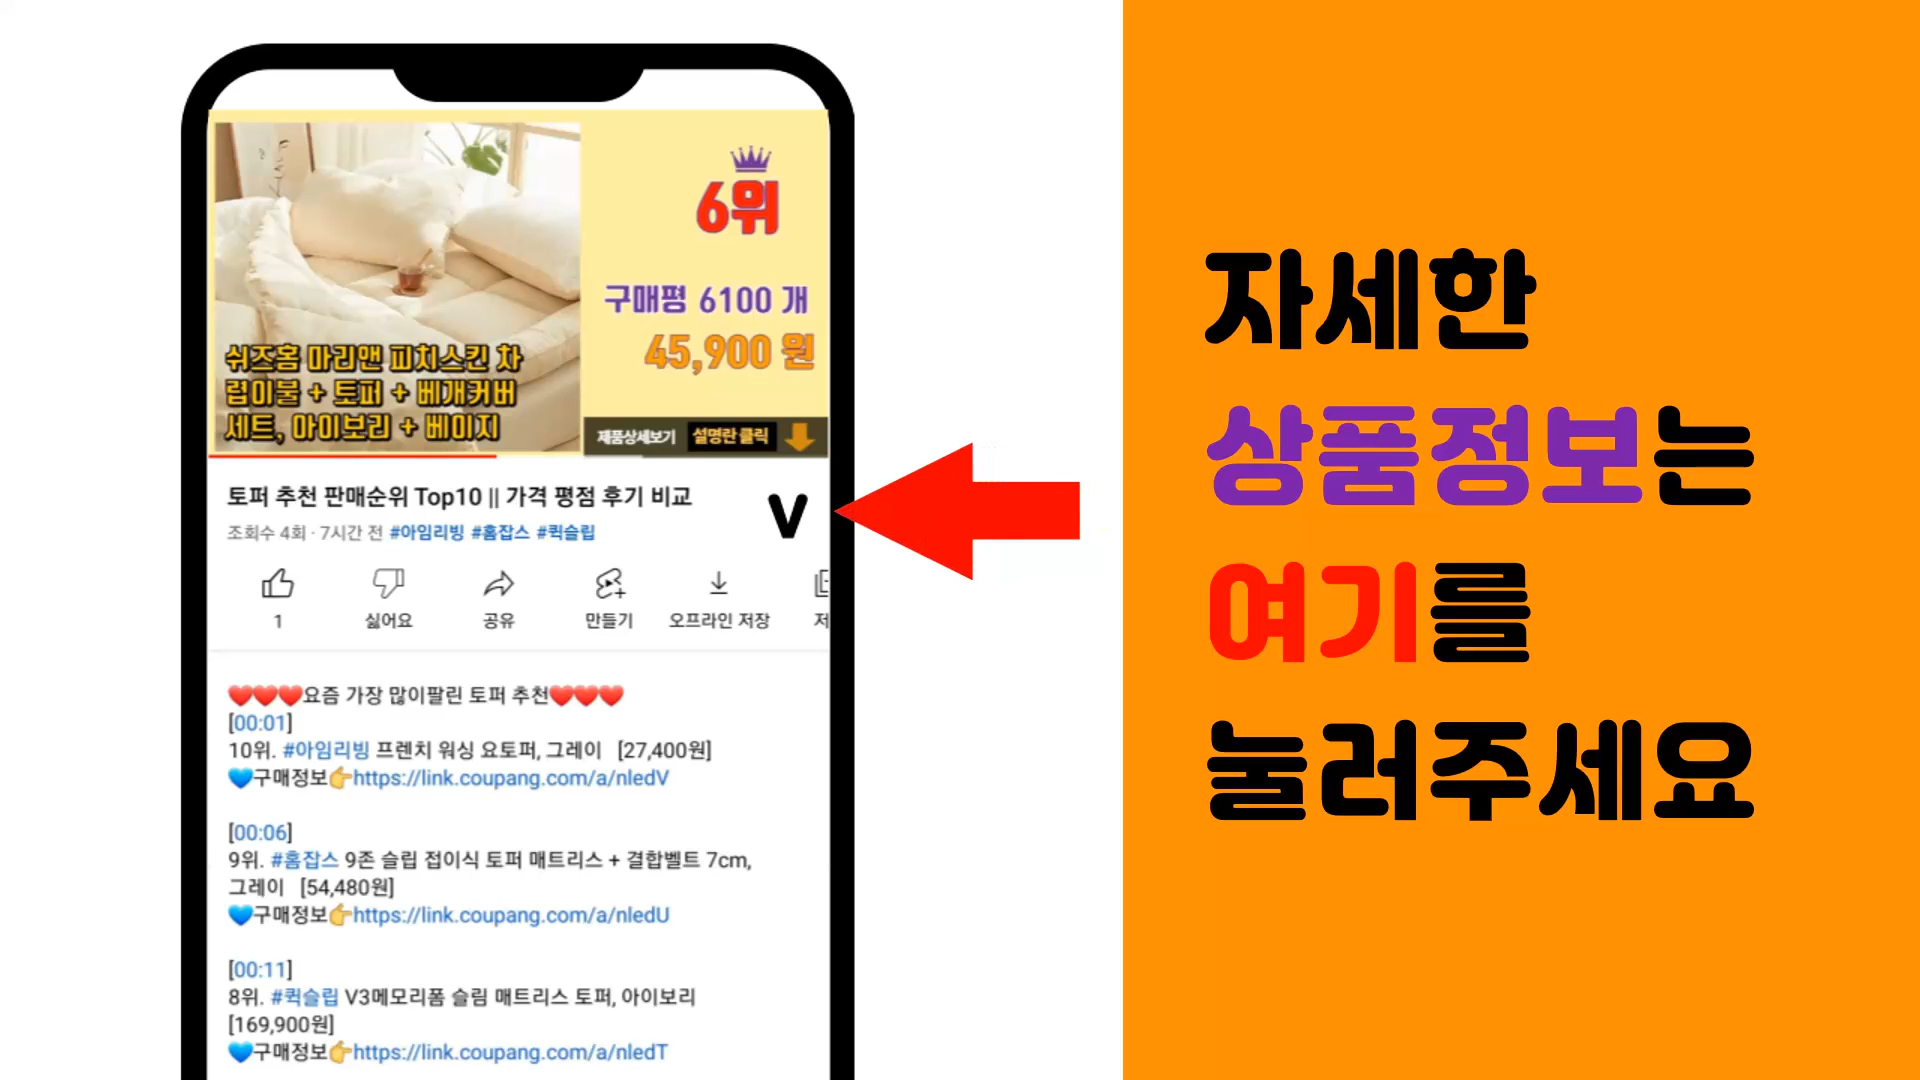 6위
구매평 6100 개
45,900 원
쉬즈홈 마리앤 피치스킨 차
렵이불 + 토퍼 + 베개커버
세트, 아이보리 + 베이지
제품상세보기 설명란 클릭
토퍼 추천 판매순위 Top10 || 가격 평점 후기 비교
V
조회수 4회 · 7시간 전 #아임리빙 #홈잡스 #퀵슬립
1 싫어요 공유 만들기 오프라인 저장 저
❤❤❤요즘 가장 많이팔린 토퍼 추천❤❤❤
[00:01]
10위. #아임리빙 프렌치 워싱 요토퍼, 그레이 [27,400원]
💙구매정보👉https://link.coupang.com/a/nledV
[00:06]
9위. #홈잡스 9존 슬립 접이식 토퍼 매트리스 + 결합벨트 7cm,
그레이 [54,480원]
💙구매정보👉https://link.coupang.com/a/nledU
[00:11]
8위. #퀵슬립 V3메모리폼 슬림 매트리스 토퍼, 아이보리
[169,900원]
💙구매정보👉https://link.coupang.com/a/nledT
자세한
상품정보는
여기를
눌러주세요